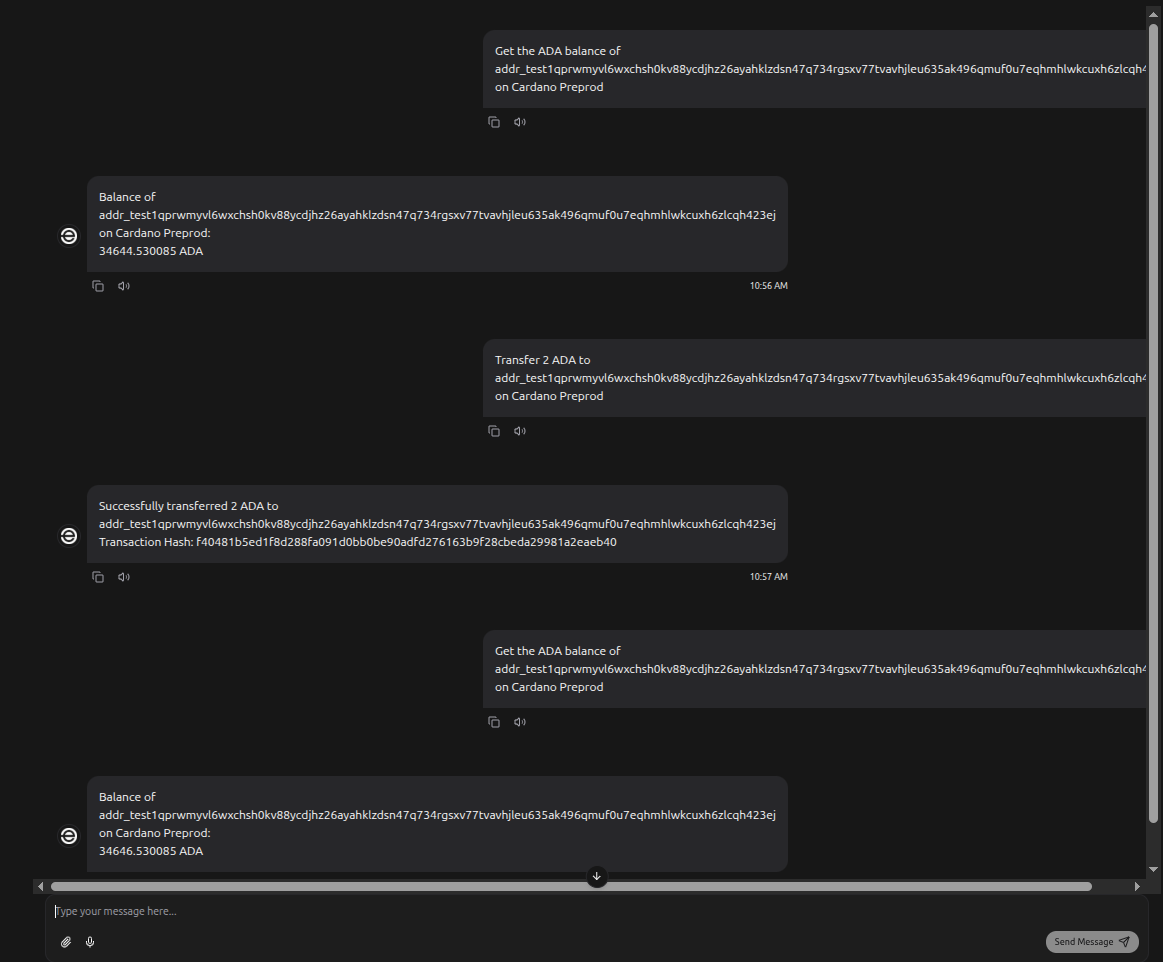 Get the ADA balance of
addr_test1qprwmyvl6wxchsh0kv88ycdjhz26ayahklzdsn47q734rgsxv77tvavhjleu635ak496qmuf0u7eqhmhlwkcuxh6zlcqh4
on Cardano Preprod
Balance of
addr_test1qprwmyvl6wxchsh0kv88ycdjhz26ayahklzdsn47q734rgsxv77tvavhjleu635ak496qmuf0u7eqhmhlwkcuxh6zlcqh423ej
on Cardano Preprod:
34644.530085 ADA
10:56 AM
Transfer 2 ADA to
addr_test1qprwmyvl6wxchsh0kv88ycdjhz26ayahklzdsn47q734rgsxv77tvavhjleu635ak496qmuf0u7eqhmhlwkcuxh6zlcqh4
on Cardano Preprod
Successfully transferred 2 ADA to
addr_test1qprwmyvl6wxchsh0kv88ycdjhz26ayahklzdsn47q734rgsxv77tvavhjleu635ak496qmuf0u7eqhmhlwkcuxh6zlcqh423ej
Transaction Hash: f40481b5ed1f8d288fa091d0bb0be90adfd276163b9f28cbeda29981a2eaeb40
10:57 AM
Get the ADA balance of
addr_test1qprwmyvl6wxchsh0kv88ycdjhz26ayahklzdsn47q734rgsxv77tvavhjleu635ak496qmuf0u7eqhmhlwkcuxh6zlcqh4
on Cardano Preprod
Balance of
addr_test1qprwmyvl6wxchsh0kv88ycdjhz26ayahklzdsn47q734rgsxv77tvavhjleu635ak496qmuf0u7eqhmhlwkcuxh6zlcqh423ej
on Cardano Preprod:
34646.530085 ADA
Type your message here...
Send Message